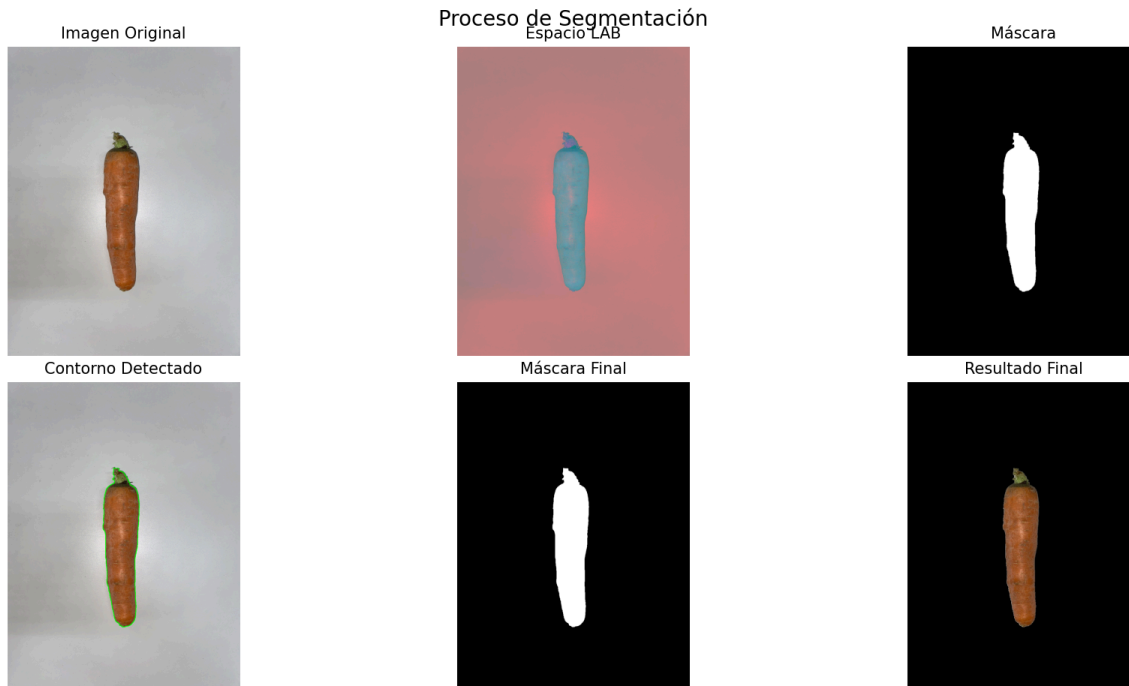 Proceso de Segmentación
Imagen Original
Espacio LAB
Máscara
Contorno Detectado
Máscara Final
Resultado Final